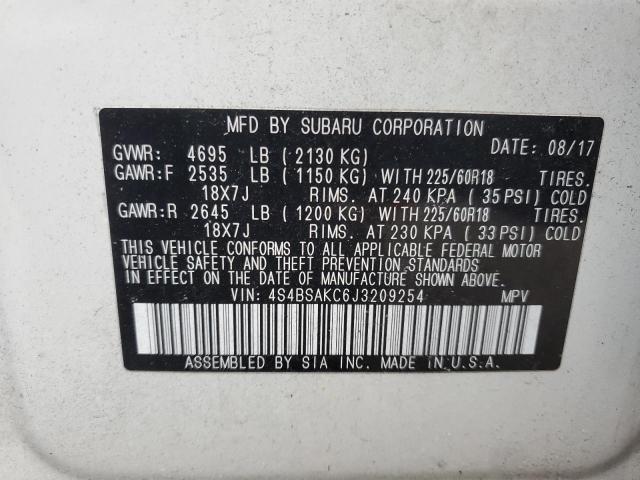 MFD BY SUBARU CORPORATION
DATE: 08/17
GVWR: 4695 LB (2130 KG)
GAWR:F 2535 LB (1150 KG) WITH 225/60R18 TIRES.
18X7J RIMS. AT 240 KPA (35 PSI) COLD
GAWR:R 2645 LB (1200 KG) WITH 225/60R18 TIRES.
18X7J RIMS. AT 230 KPA (33 PSI) COLD
THIS VEHICLE CONFORMS TO ALL APPLICABLE FEDERAL MOTOR
VEHICLE SAFETY AND THEFT PREVENTION STANDARDS
IN EFFECT ON THE DATE OF MANUFACTURE SHOWN ABOVE.
VIN: 4S4BSAKC6J3209254 MPV
ASSEMBLED BY SIA INC. MADE IN U.S.A.